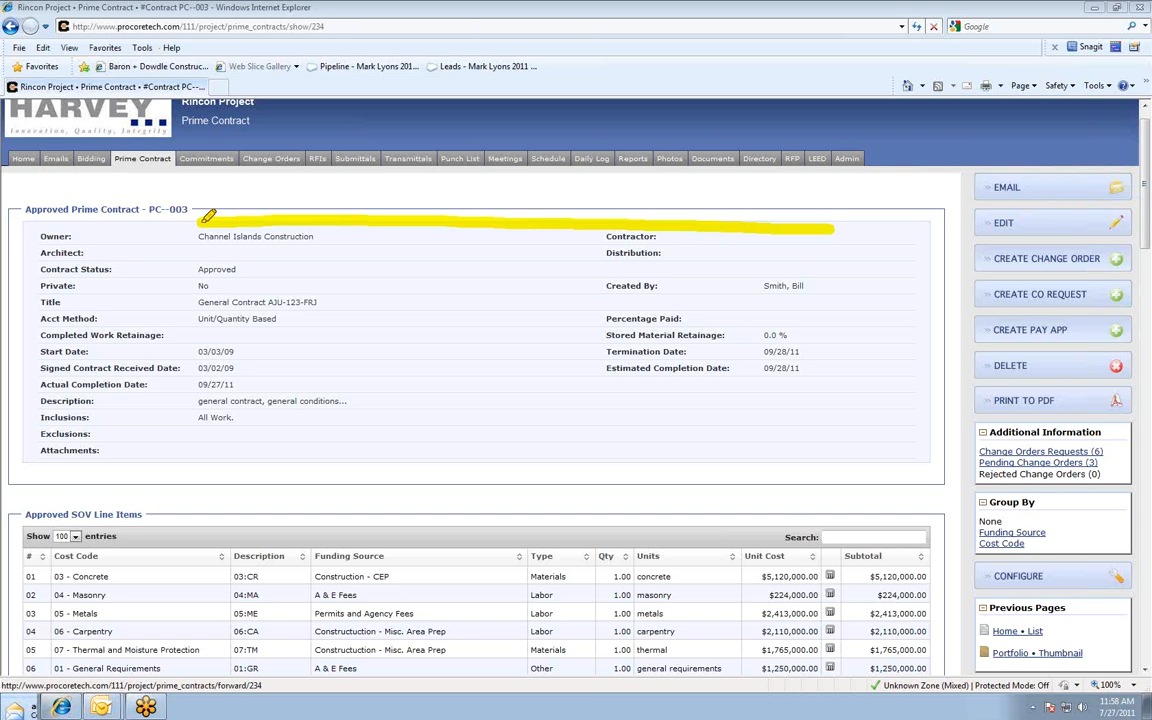 Rincon Project • Prime Contract • #Contract PC--003 - Windows Internet Explorer
http://www.procoretech.com/111/project/prime_contracts/show/234
Google
File Edit View Favorites Tools Help
x Snagit
Favorites Baron + Dowdle Construc... Web Slice Gallery Pipeline - Mark Lyons 201... Leads - Mark Lyons 2011 ...
Rincon Project • Prime Contract • #Contract PC--...
Page Safety Tools
HARVEY
Innovation, Quality, Integrity
Rincon Project
Prime Contract
Home Emails Bidding Prime Contract Commitments Change Orders RFIs Submittals Transmittals Punch List Meetings Schedule Daily Log Reports Photos Documents Directory RFP LEED Admin
Approved Prime Contract - PC--003
Owner: Channel Islands Construction Contractor:
Architect: Distribution:
Contract Status: Approved
Private: No Created By: Smith, Bill
Title General Contract AJU-123-FRJ
Acct Method: Unit/Quantity Based Percentage Paid:
Completed Work Retainage: Stored Material Retainage: 0.0 %
Start Date: 03/03/09 Termination Date: 09/28/11
Signed Contract Received Date: 03/02/09 Estimated Completion Date: 09/28/11
Actual Completion Date: 09/27/11
Description: general contract, general conditions...
Inclusions: All Work.
Exclusions:
Attachments:
EMAIL
EDIT
CREATE CHANGE ORDER
CREATE CO REQUEST
CREATE PAY APP
DELETE
PRINT TO PDF
Additional Information
Change Orders Requests (6)
Pending Change Orders (3)
Rejected Change Orders (0)
Group By
None
Funding Source
Cost Code
CONFIGURE
Previous Pages
Home • List
Portfolio • Thumbnail
Approved SOV Line Items
Show 100 entries Search:
# Cost Code Description Funding Source Type Qty Units Unit Cost Subtotal
01 03 - Concrete 03:CR Construction - CEP Materials 1.00 concrete $5,120,000.00 $5,120,000.00
02 04 - Masonry 04:MA A & E Fees Labor 1.00 masonry $224,000.00 $224,000.00
03 05 - Metals 05:ME Permits and Agency Fees Labor 1.00 metals $2,413,000.00 $2,413,000.00
04 06 - Carpentry 06:CA Constructuction - Misc. Area Prep Labor 1.00 carpentry $2,110,000.00 $2,110,000.00
05 07 - Thermal and Moisture Protection 07:TM Constructuction - Misc. Area Prep Labor 1.00 thermal $1,765,000.00 $1,765,000.00
06 01 - General Requirements 01:GR A & E Fees Other 1.00 general requirements $1,250,000.00 $1,250,000.00
http://www.procoretech.com/111/project/prime_contracts/forward/234
Unknown Zone (Mixed) | Protected Mode: Off 100%
11:58 AM
7/27/2011